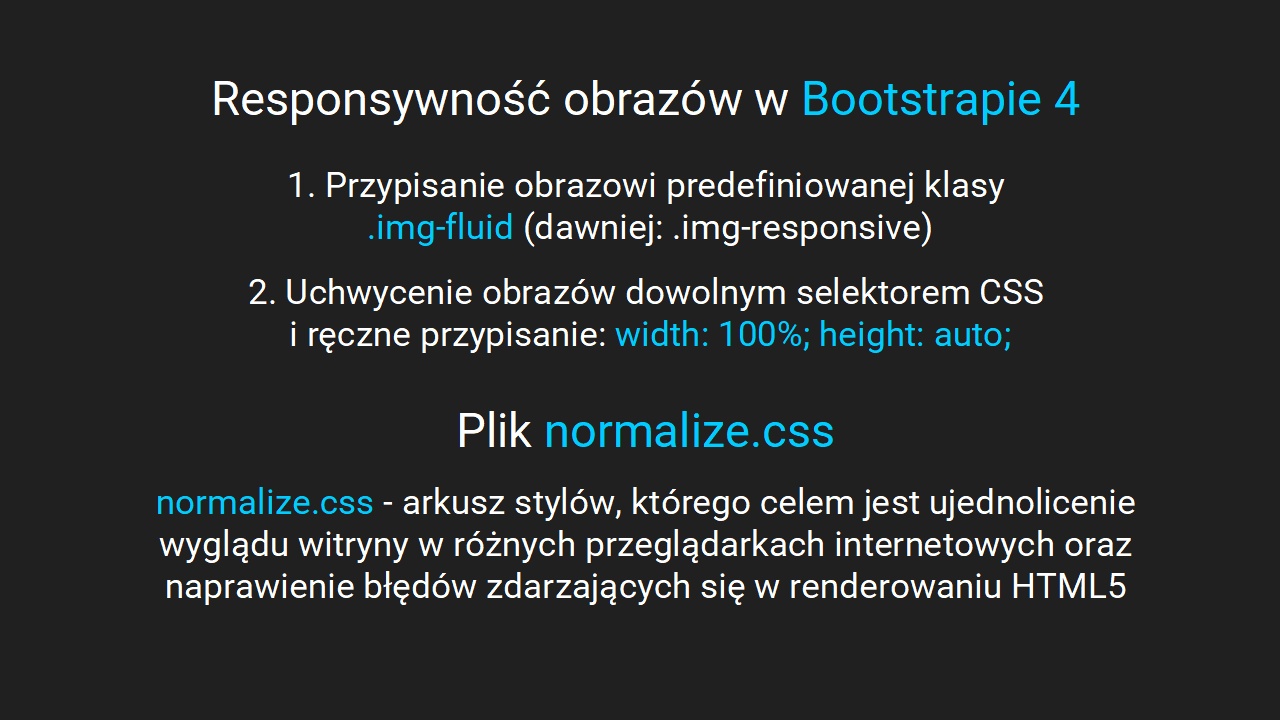 Responsywność obrazów w Bootstrapie 4
1. Przypisanie obrazowi predefiniowanej klasy
.img-fluid (dawniej: .img-responsive)
2. Uchwycenie obrazów dowolnym selektorem CSS
i ręczne przypisanie: width: 100%; height: auto;
Plik normalize.css
normalize.css - arkusz stylów, którego celem jest ujednolicenie
wyglądu witryny w różnych przeglądarkach internetowych oraz
naprawienie błędów zdarzających się w renderowaniu HTML5